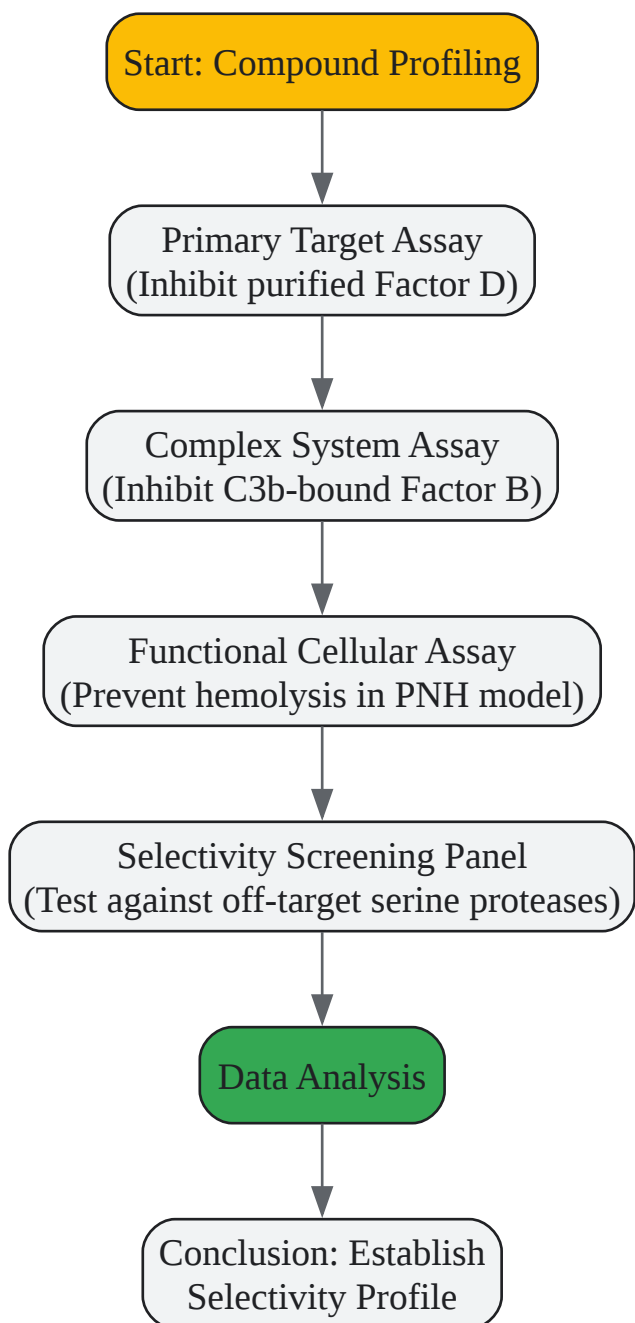 Start: Compound Profiling
Primary Target Assay
(Inhibit purified Factor D)
Complex System Assay
(Inhibit C3b-bound Factor B)
Functional Cellular Assay
(Prevent hemolysis in PNH model)
Selectivity Screening Panel
(Test against off-target serine proteases)
Data Analysis
Conclusion: Establish
Selectivity Profile